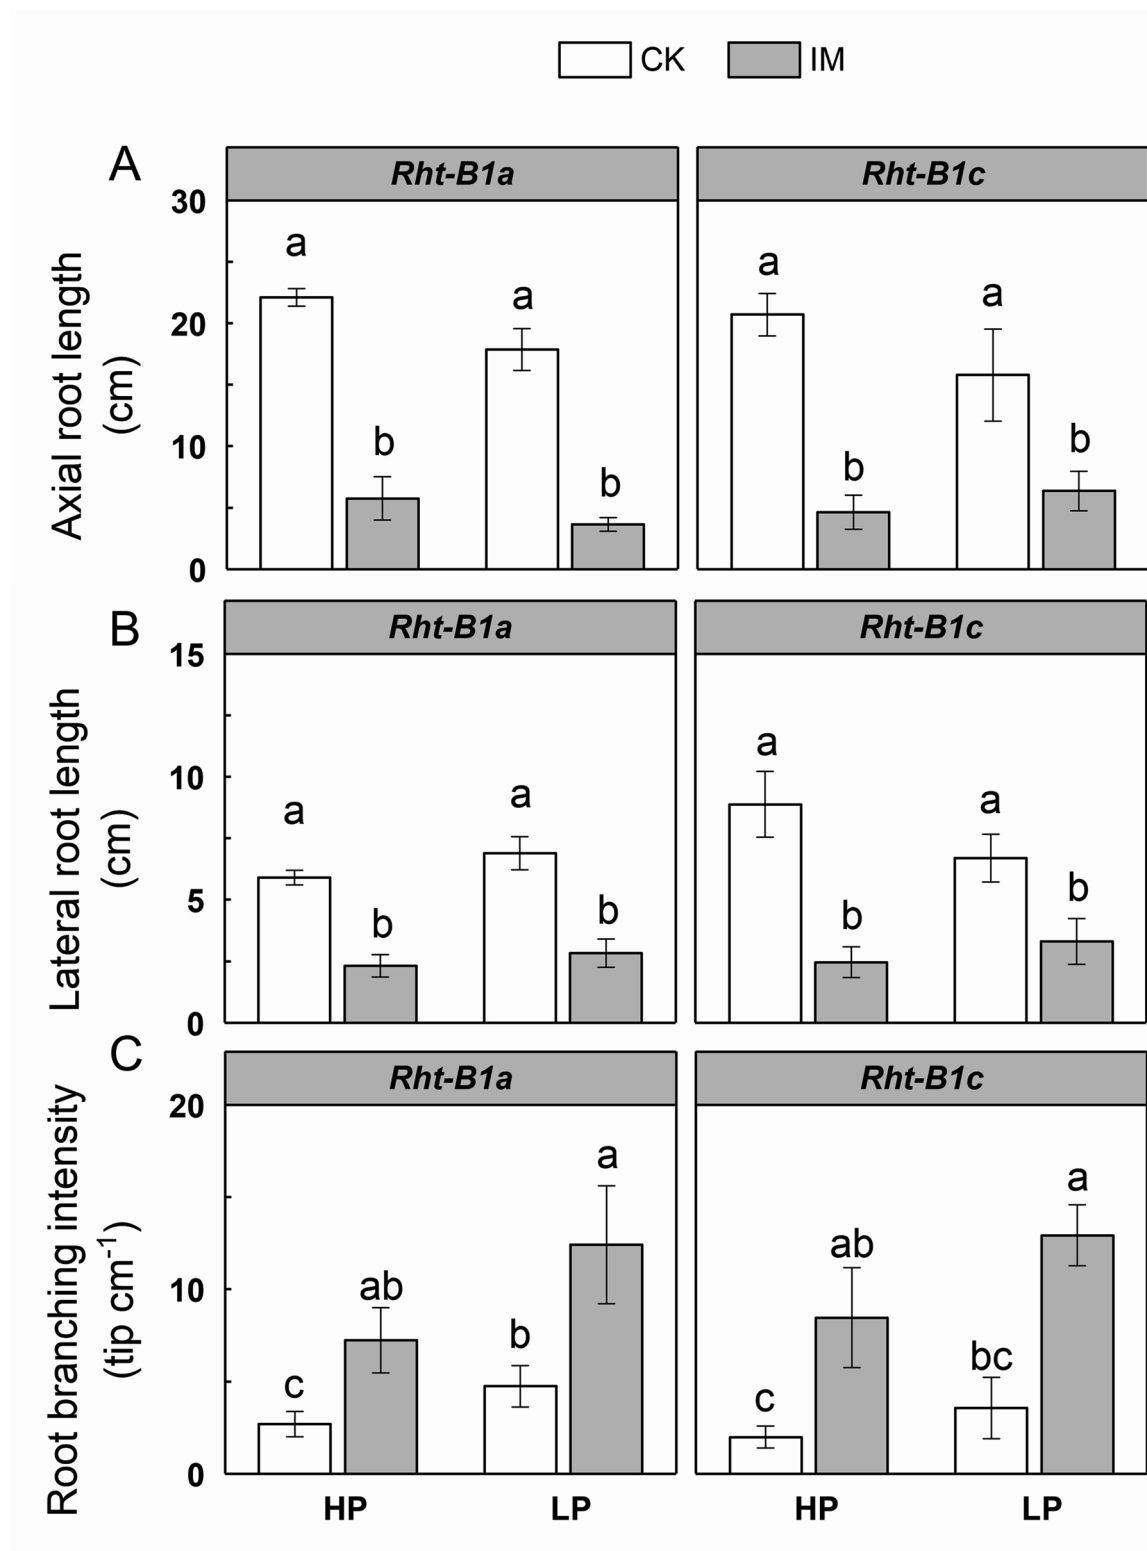 CK IM
A
Rht-B1a Rht-B1c
Axial root length
(cm)
30
20
10
0
a b a b a b a b
B
Rht-B1a Rht-B1c
Lateral root length
(cm)
15
10
5
0
a b a b a b a b
C
Rht-B1a Rht-B1c
Root branching intensity
(tip cm⁻¹)
20
10
0
c ab b a c ab bc a
HP LP HP LP